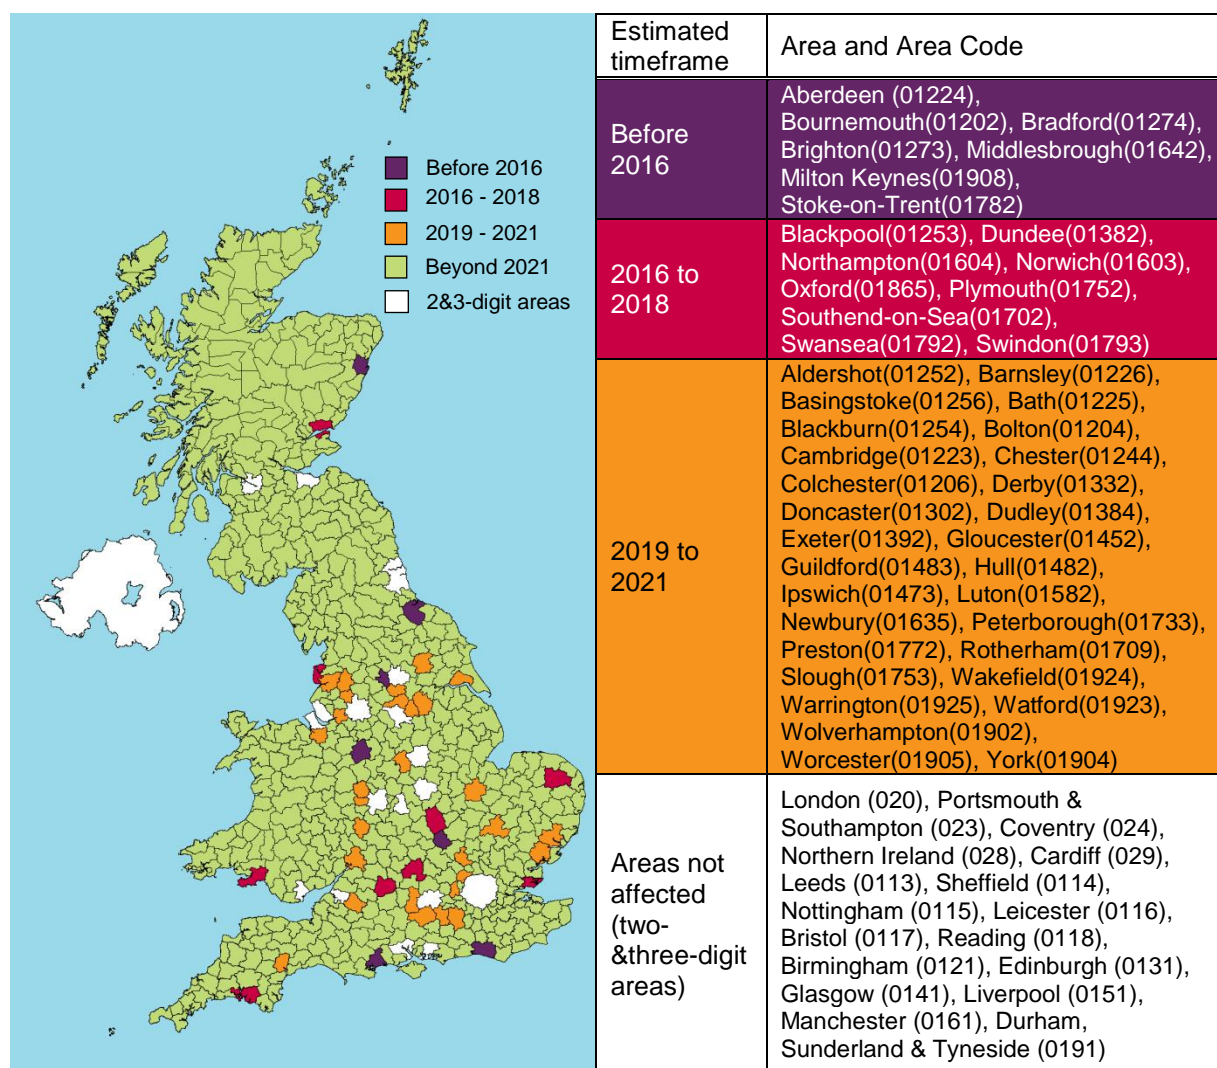 Before 2016
2016 - 2018
2019 - 2021
Beyond 2021
2&3-digit areas
Estimated
timeframe
Area and Area Code
Before
2016
Aberdeen (01224),
Bournemouth(01202), Bradford(01274),
Brighton(01273), Middlesbrough(01642),
Milton Keynes(01908),
Stoke-on-Trent(01782)
2016 to
2018
Blackpool(01253), Dundee(01382),
Northampton(01604), Norwich(01603),
Oxford(01865), Plymouth(01752),
Southend-on-Sea(01702),
Swansea(01792), Swindon(01793)
2019 to
2021
Aldershot(01252), Barnsley(01226),
Basingstoke(01256), Bath(01225),
Blackburn(01254), Bolton(01204),
Cambridge(01223), Chester(01244),
Colchester(01206), Derby(01332),
Doncaster(01302), Dudley(01384),
Exeter(01392), Gloucester(01452),
Guildford(01483), Hull(01482),
Ipswich(01473), Luton(01582),
Newbury(01635), Peterborough(01733),
Preston(01772), Rotherham(01709),
Slough(01753), Wakefield(01924),
Warrington(01925), Watford(01923),
Wolverhampton(01902),
Worcester(01905), York(01904)
Areas not
affected
(two-
&three-digit
areas)
London (020), Portsmouth &
Southampton (023), Coventry (024),
Northern Ireland (028), Cardiff (029),
Leeds (0113), Sheffield (0114),
Nottingham (0115), Leicester (0116),
Bristol (0117), Reading (0118),
Birmingham (0121), Edinburgh (0131),
Glasgow (0141), Liverpool (0151),
Manchester (0161), Durham,
Sunderland & Tyneside (0191)